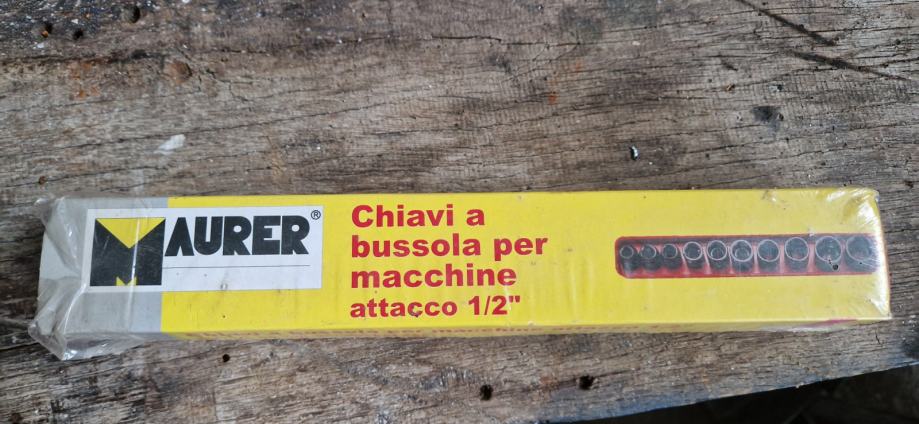 MAURER®
Chiavi a
bussola per
macchine
attacco 1/2"